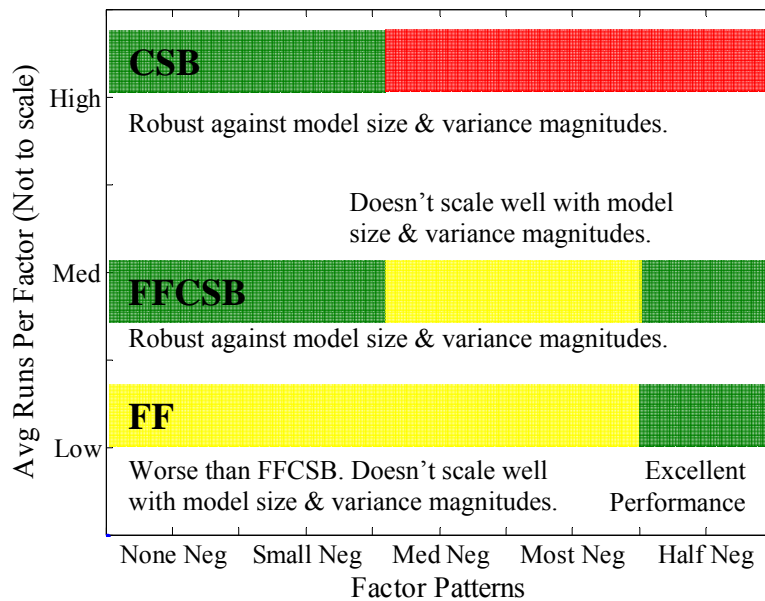 CSB
High
Robust against model size & variance magnitudes.
Doesn’t scale well with model
size & variance magnitudes.
Med
FFCSB
Robust against model size & variance magnitudes.
FF
Low
Worse than FFCSB. Doesn’t scale well
with model size & variance magnitudes.
Excellent
Performance
Avg Runs Per Factor (Not to scale)
None Neg Small Neg Med Neg Most Neg Half Neg
Factor Patterns